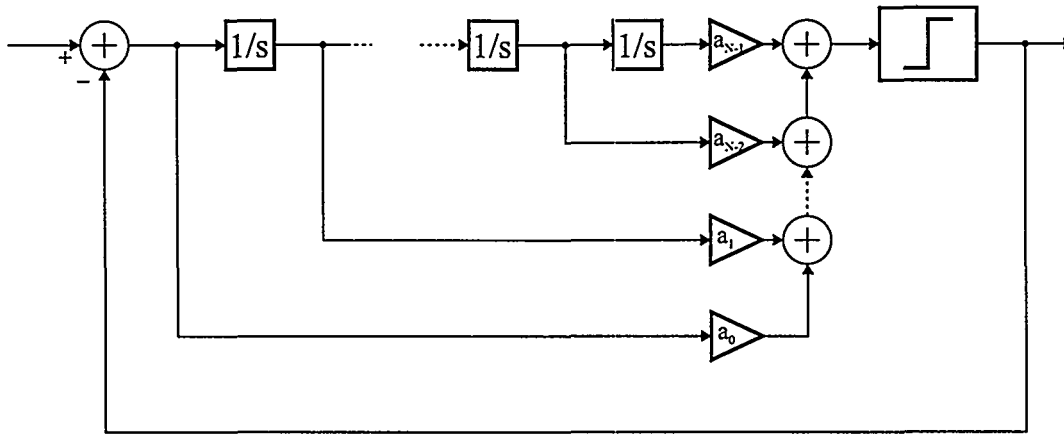 1/s
1/s
1/s
a_{N-1}
+
−
a_{N-2}
a_1
a_0